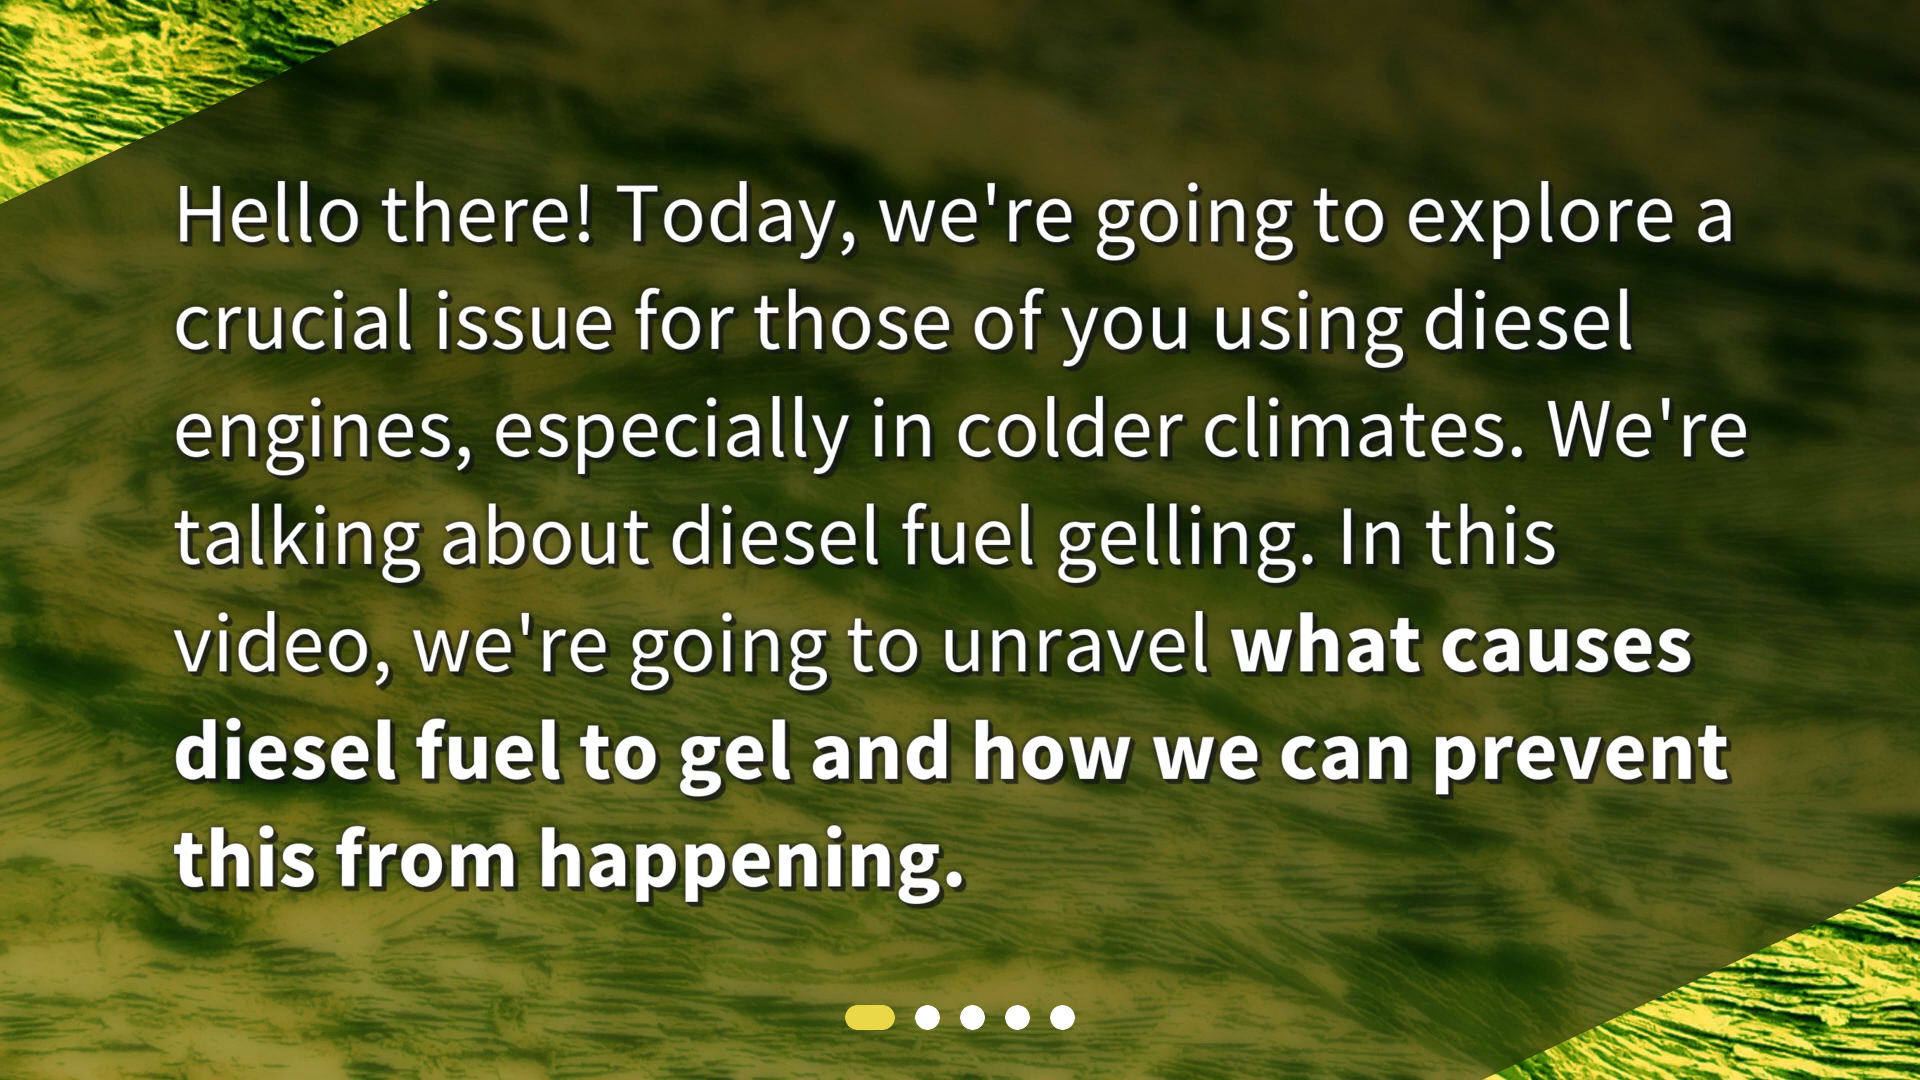 Hello there! Today, we're going to explore a
crucial issue for those of you using diesel
engines, especially in colder climates. We're
talking about diesel fuel gelling. In this
video, we're going to unravel what causes
diesel fuel to gel and how we can prevent
this from happening.